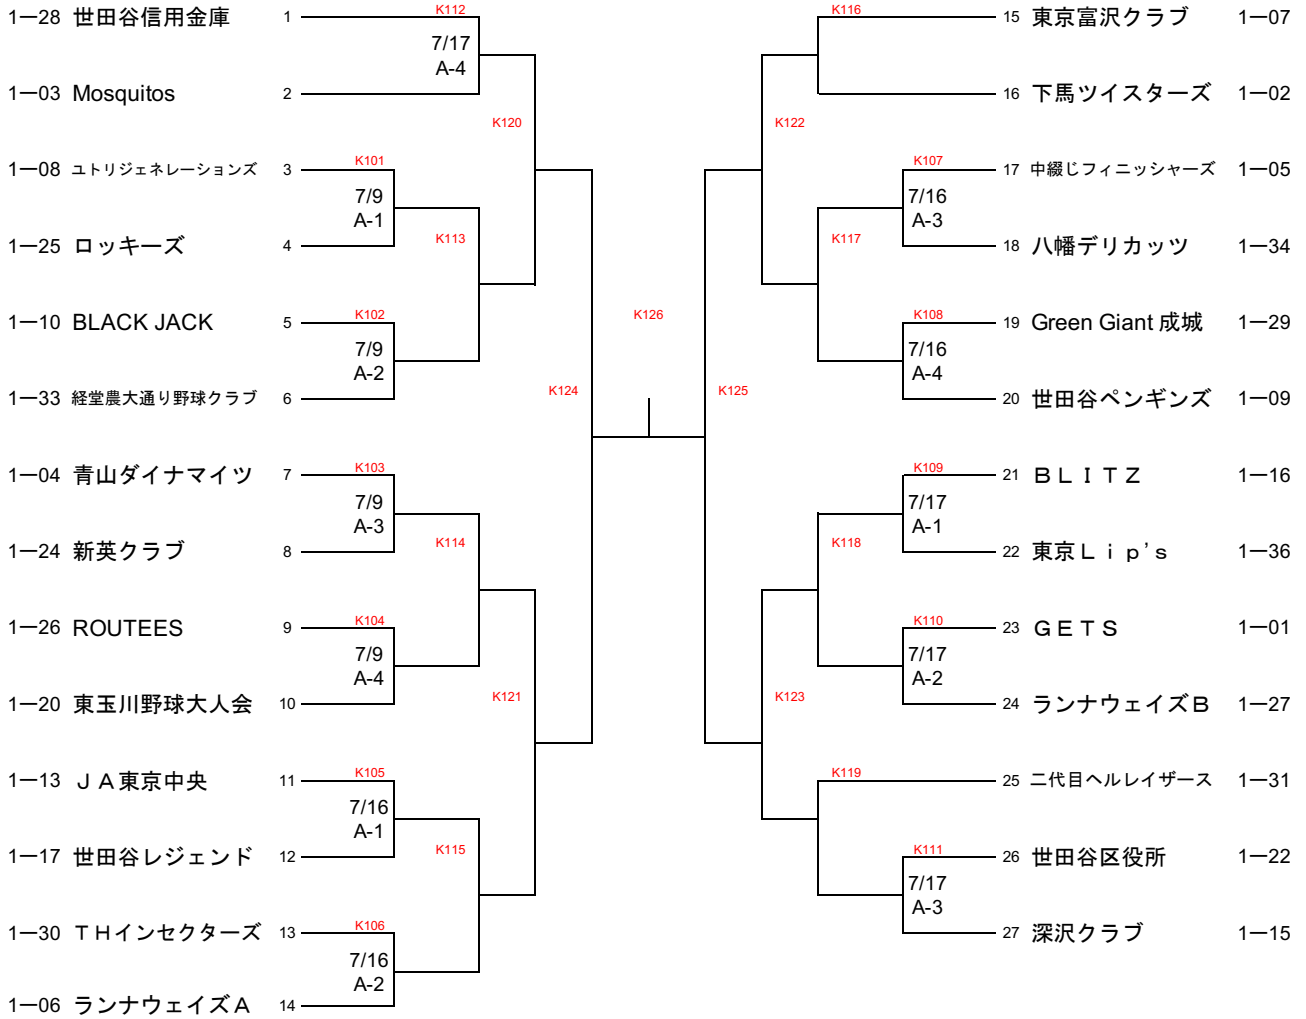 1―28 世田谷信用金庫 1 K112 K116 15 東京富沢クラブ 1―07
7/17
A-4
1―03 Mosquitos 2 16 下馬ツイスターズ 1―02
K120 K122
1―08 ユトリジェネレーションズ 3 K101 K107 17 中綴じフィニッシャーズ 1―05
7/9 7/16
A-1 A-3
1―25 ロッキーズ 4 K113 K117 18 八幡デリカッツ 1―34
1―10 BLACK JACK 5 K102 K126 K108 19 Green Giant 成城 1―29
7/9 7/16
A-2 A-4
1―33 経堂農大通り野球クラブ 6 K124 K125 20 世田谷ペンギンズ 1―09
1―04 青山ダイナマイツ 7 K103 K109 21 ＢＬＩＴＺ 1―16
7/9 7/17
A-3 A-1
1―24 新英クラブ 8 K114 K118 22 東京Ｌｉｐ'ｓ 1―36
1―26 ROUTEES 9 K104 K110 23 ＧＥＴＳ 1―01
7/9 7/17
A-4 A-2
1―20 東玉川野球大人会 10 K121 K123 24 ランナウェイズＢ 1―27
1―13 ＪＡ東京中央 11 K105 K119 25 二代目ヘルレイザース 1―31
7/16
A-1
1―17 世田谷レジェンド 12 K115 K111 26 世田谷区役所 1―22
7/17
A-3
1―30 ＴＨインセクターズ 13 K106 27 深沢クラブ 1―15
7/16
A-2
1―06 ランナウェイズＡ 14